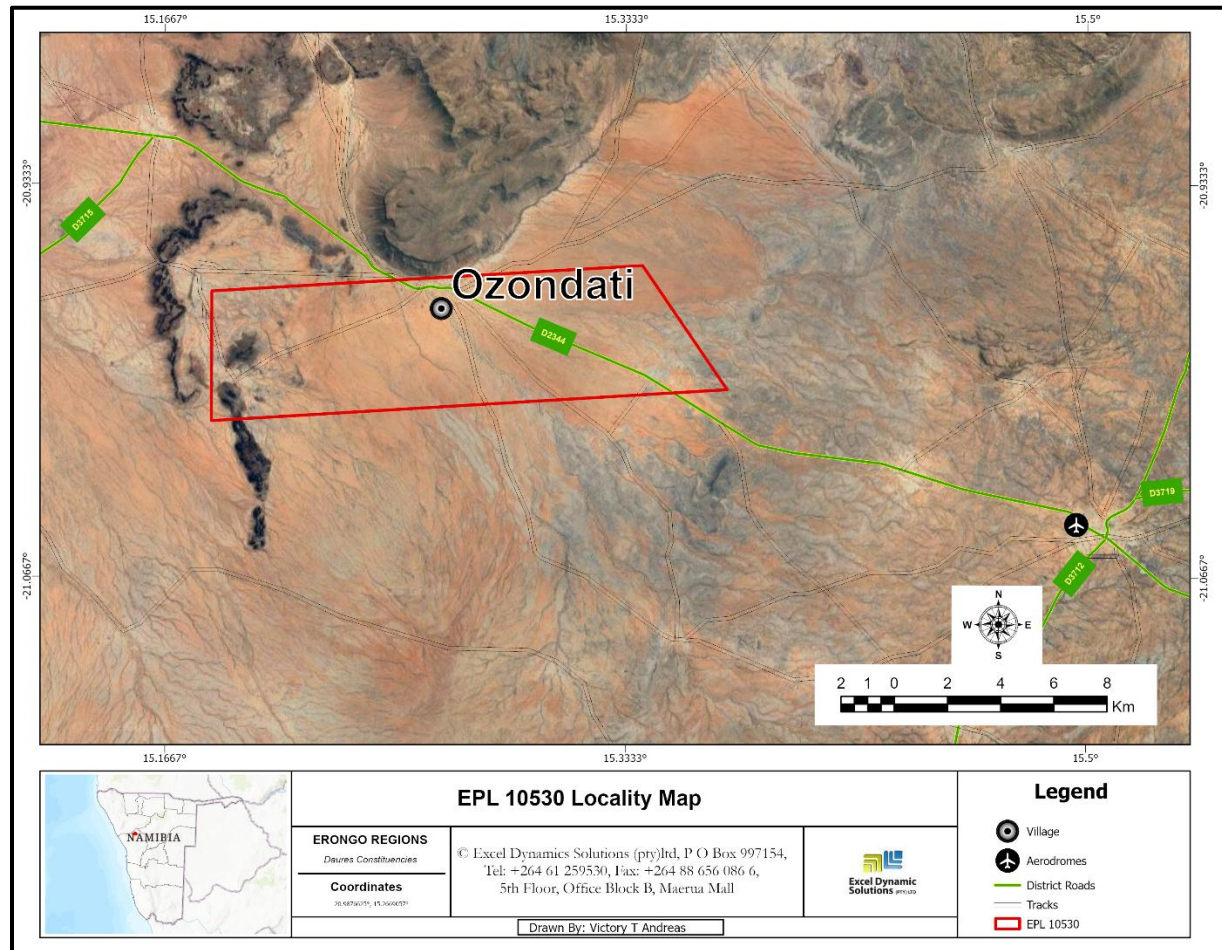 15.1667°
15.3333°
15.5°
-20.9333°
-20.9333°
D3715
Ozondati
D2344
D3719
D3712
-21.0667°
-21.0667°
N
W
E
S
2 1 0 2 4 6 8
Km
15.1667°
15.3333°
15.5°
NAMIBIA
EPL 10530 Locality Map
ERONGO REGIONS
Daures Constituencies
Coordinates
© Excel Dynamics Solutions (pty)ltd, P O Box 997154,
Tel: +264 61 259530, Fax: +264 88 656 086 6,
5th Floor, Office Block B, Maerua Mall
Excel Dynamic
Solutions (PTY) LTD
Drawn By: Victory T Andreas
Legend
Village
Aerodromes
District Roads
Tracks
EPL 10530